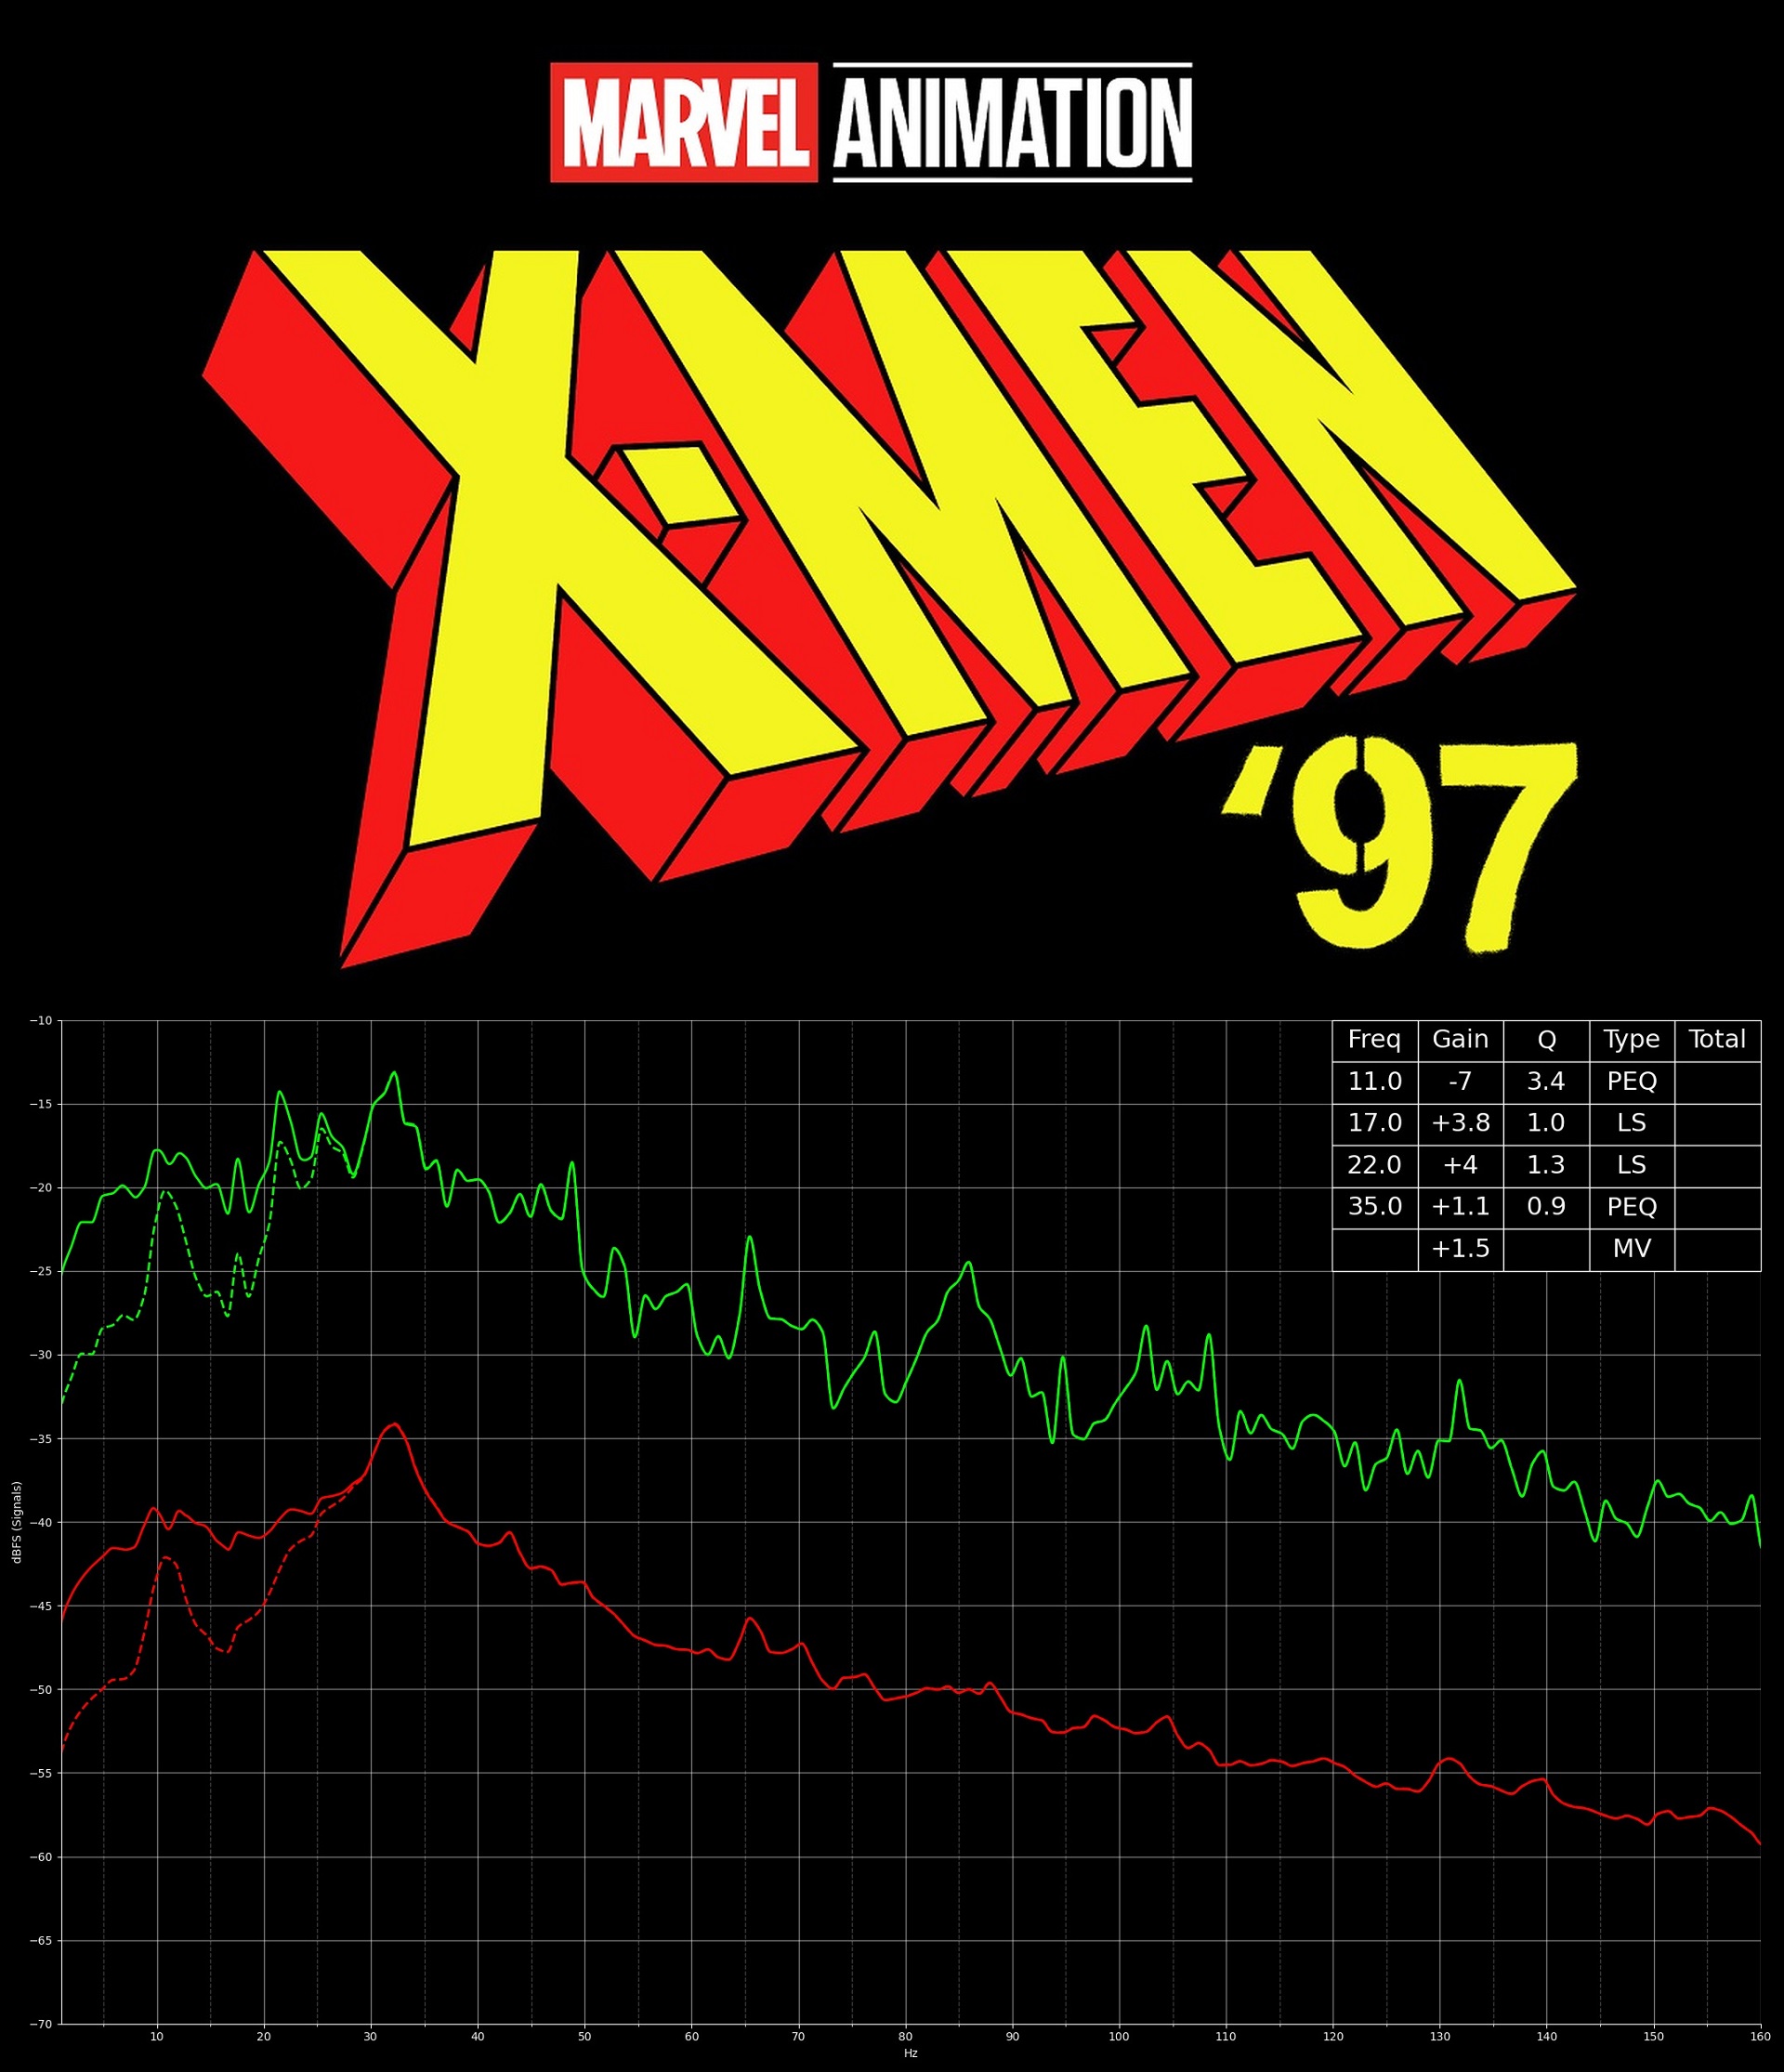 MARVEL ANIMATION
X-MEN
'97
Freq Gain Q Type Total
11.0 -7 3.4 PEQ
17.0 +3.8 1.0 LS
22.0 +4 1.3 LS
35.0 +1.1 0.9 PEQ
+1.5 MV
−10
−15
−20
−25
−30
−35
−40
−45
−50
−55
−60
−65
−70
dBFS (Signals)
10 20 30 40 50 60 70 80 90 100 110 120 130 140 150 160
Hz